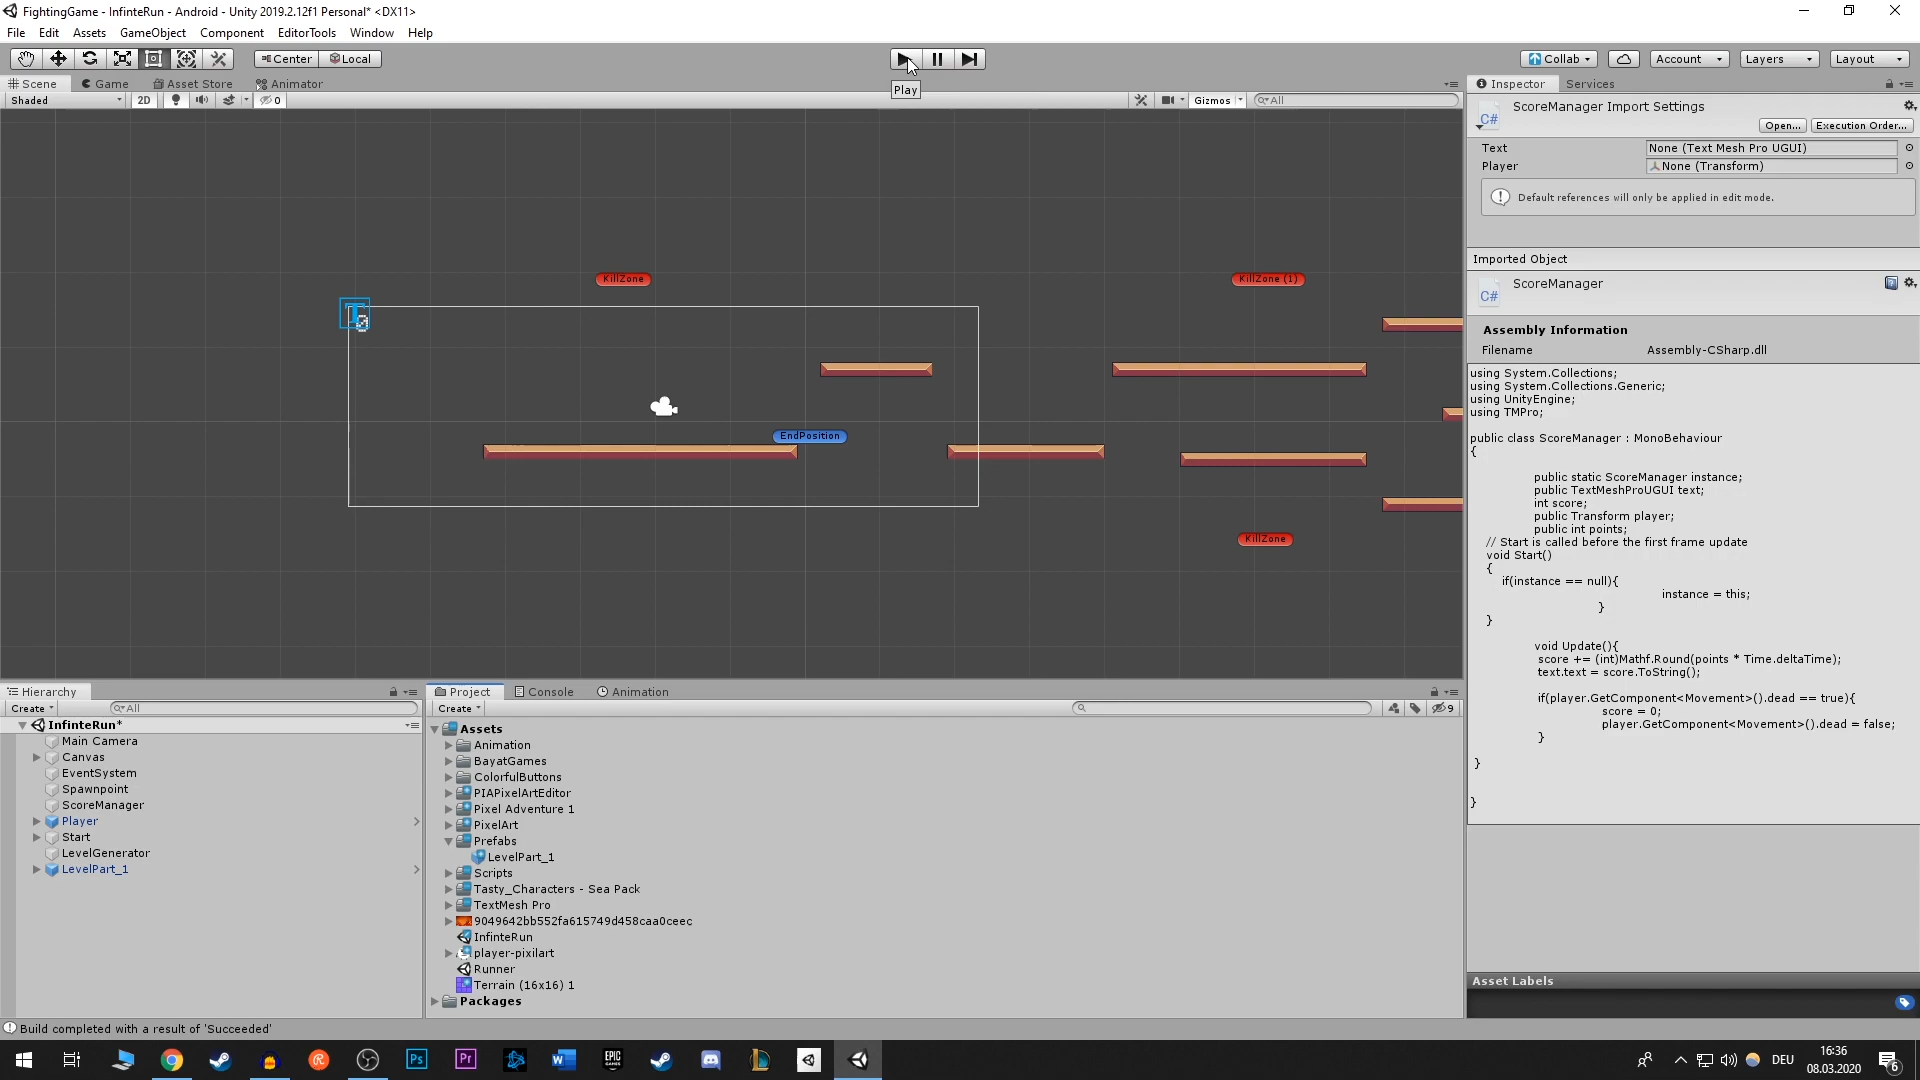 FightingGame - InfinteRun - Android - Unity 2019.2.12f1 Personal* <DX11>
File Edit Assets GameObject Component EditorTools Window Help
Center Local
Play
Collab Account Layers Layout
Scene Game Asset Store Animator
Shaded 2D 0 Gizmos All
Inspector Services
ScoreManager Import Settings
C#
Open... Execution Order...
Text None (Text Mesh Pro UGUI)
Player None (Transform)
Default references will only be applied in edit mode.
Imported Object
ScoreManager
C#
Assembly Information
Filename Assembly-CSharp.dll
using System.Collections;
using System.Collections.Generic;
using UnityEngine;
using TMPro;
public class ScoreManager : MonoBehaviour
{
public static ScoreManager instance;
public TextMeshProUGUI text;
int score;
public Transform player;
public int points;
// Start is called before the first frame update
void Start()
{
if(instance == null){
instance = this;
}
}
void Update(){
score += (int)Mathf.Round(points * Time.deltaTime);
text.text = score.ToString();
if(player.GetComponent<Movement>().dead == true){
score = 0;
player.GetComponent<Movement>().dead = false;
}
}
}
Asset Labels
KillZone
KillZone (1)
T
EndPosition
KillZone
Hierarchy
Create All
InfinteRun*
Main Camera
Canvas
EventSystem
Spawnpoint
ScoreManager
Player
Start
LevelGenerator
LevelPart_1
Project Console Animation
Create 9
Assets
Animation
BayatGames
ColorfulButtons
PIAPixelArtEditor
Pixel Adventure 1
PixelArt
Prefabs
LevelPart_1
Scripts
Tasty_Characters - Sea Pack
TextMesh Pro
9049642bb552fa615749d458caa0ceec
InfinteRun
player-pixilart
Runner
Terrain (16x16) 1
Packages
Build completed with a result of 'Succeeded'
Ps Pr W EPIC GAMES L
DEU 16:36
08.03.2020 6